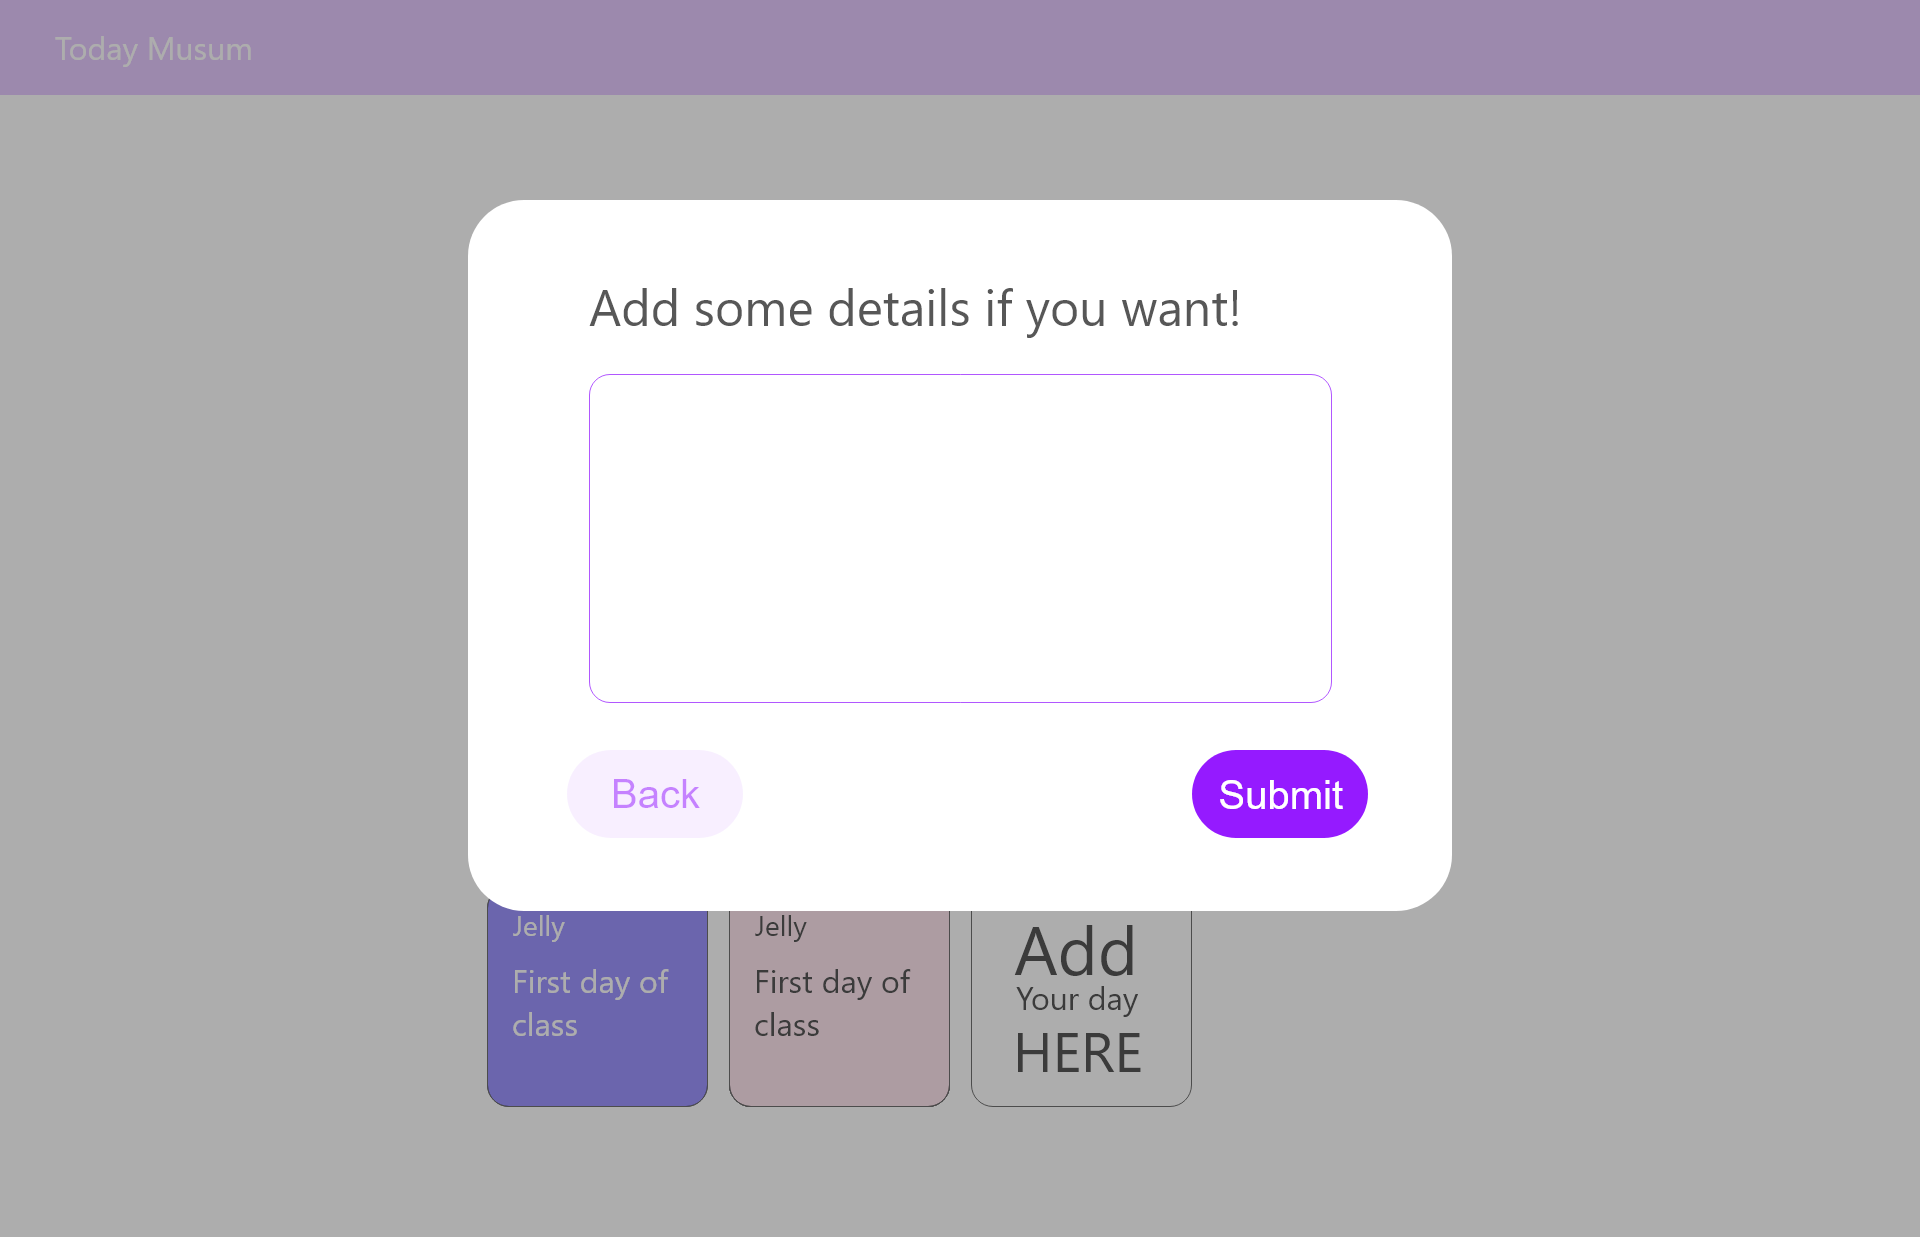 Today Musum
Add some details if you want!
Back
Submit
Jelly
First day of
class
Jelly
First day of
class
Add
Your day
HERE